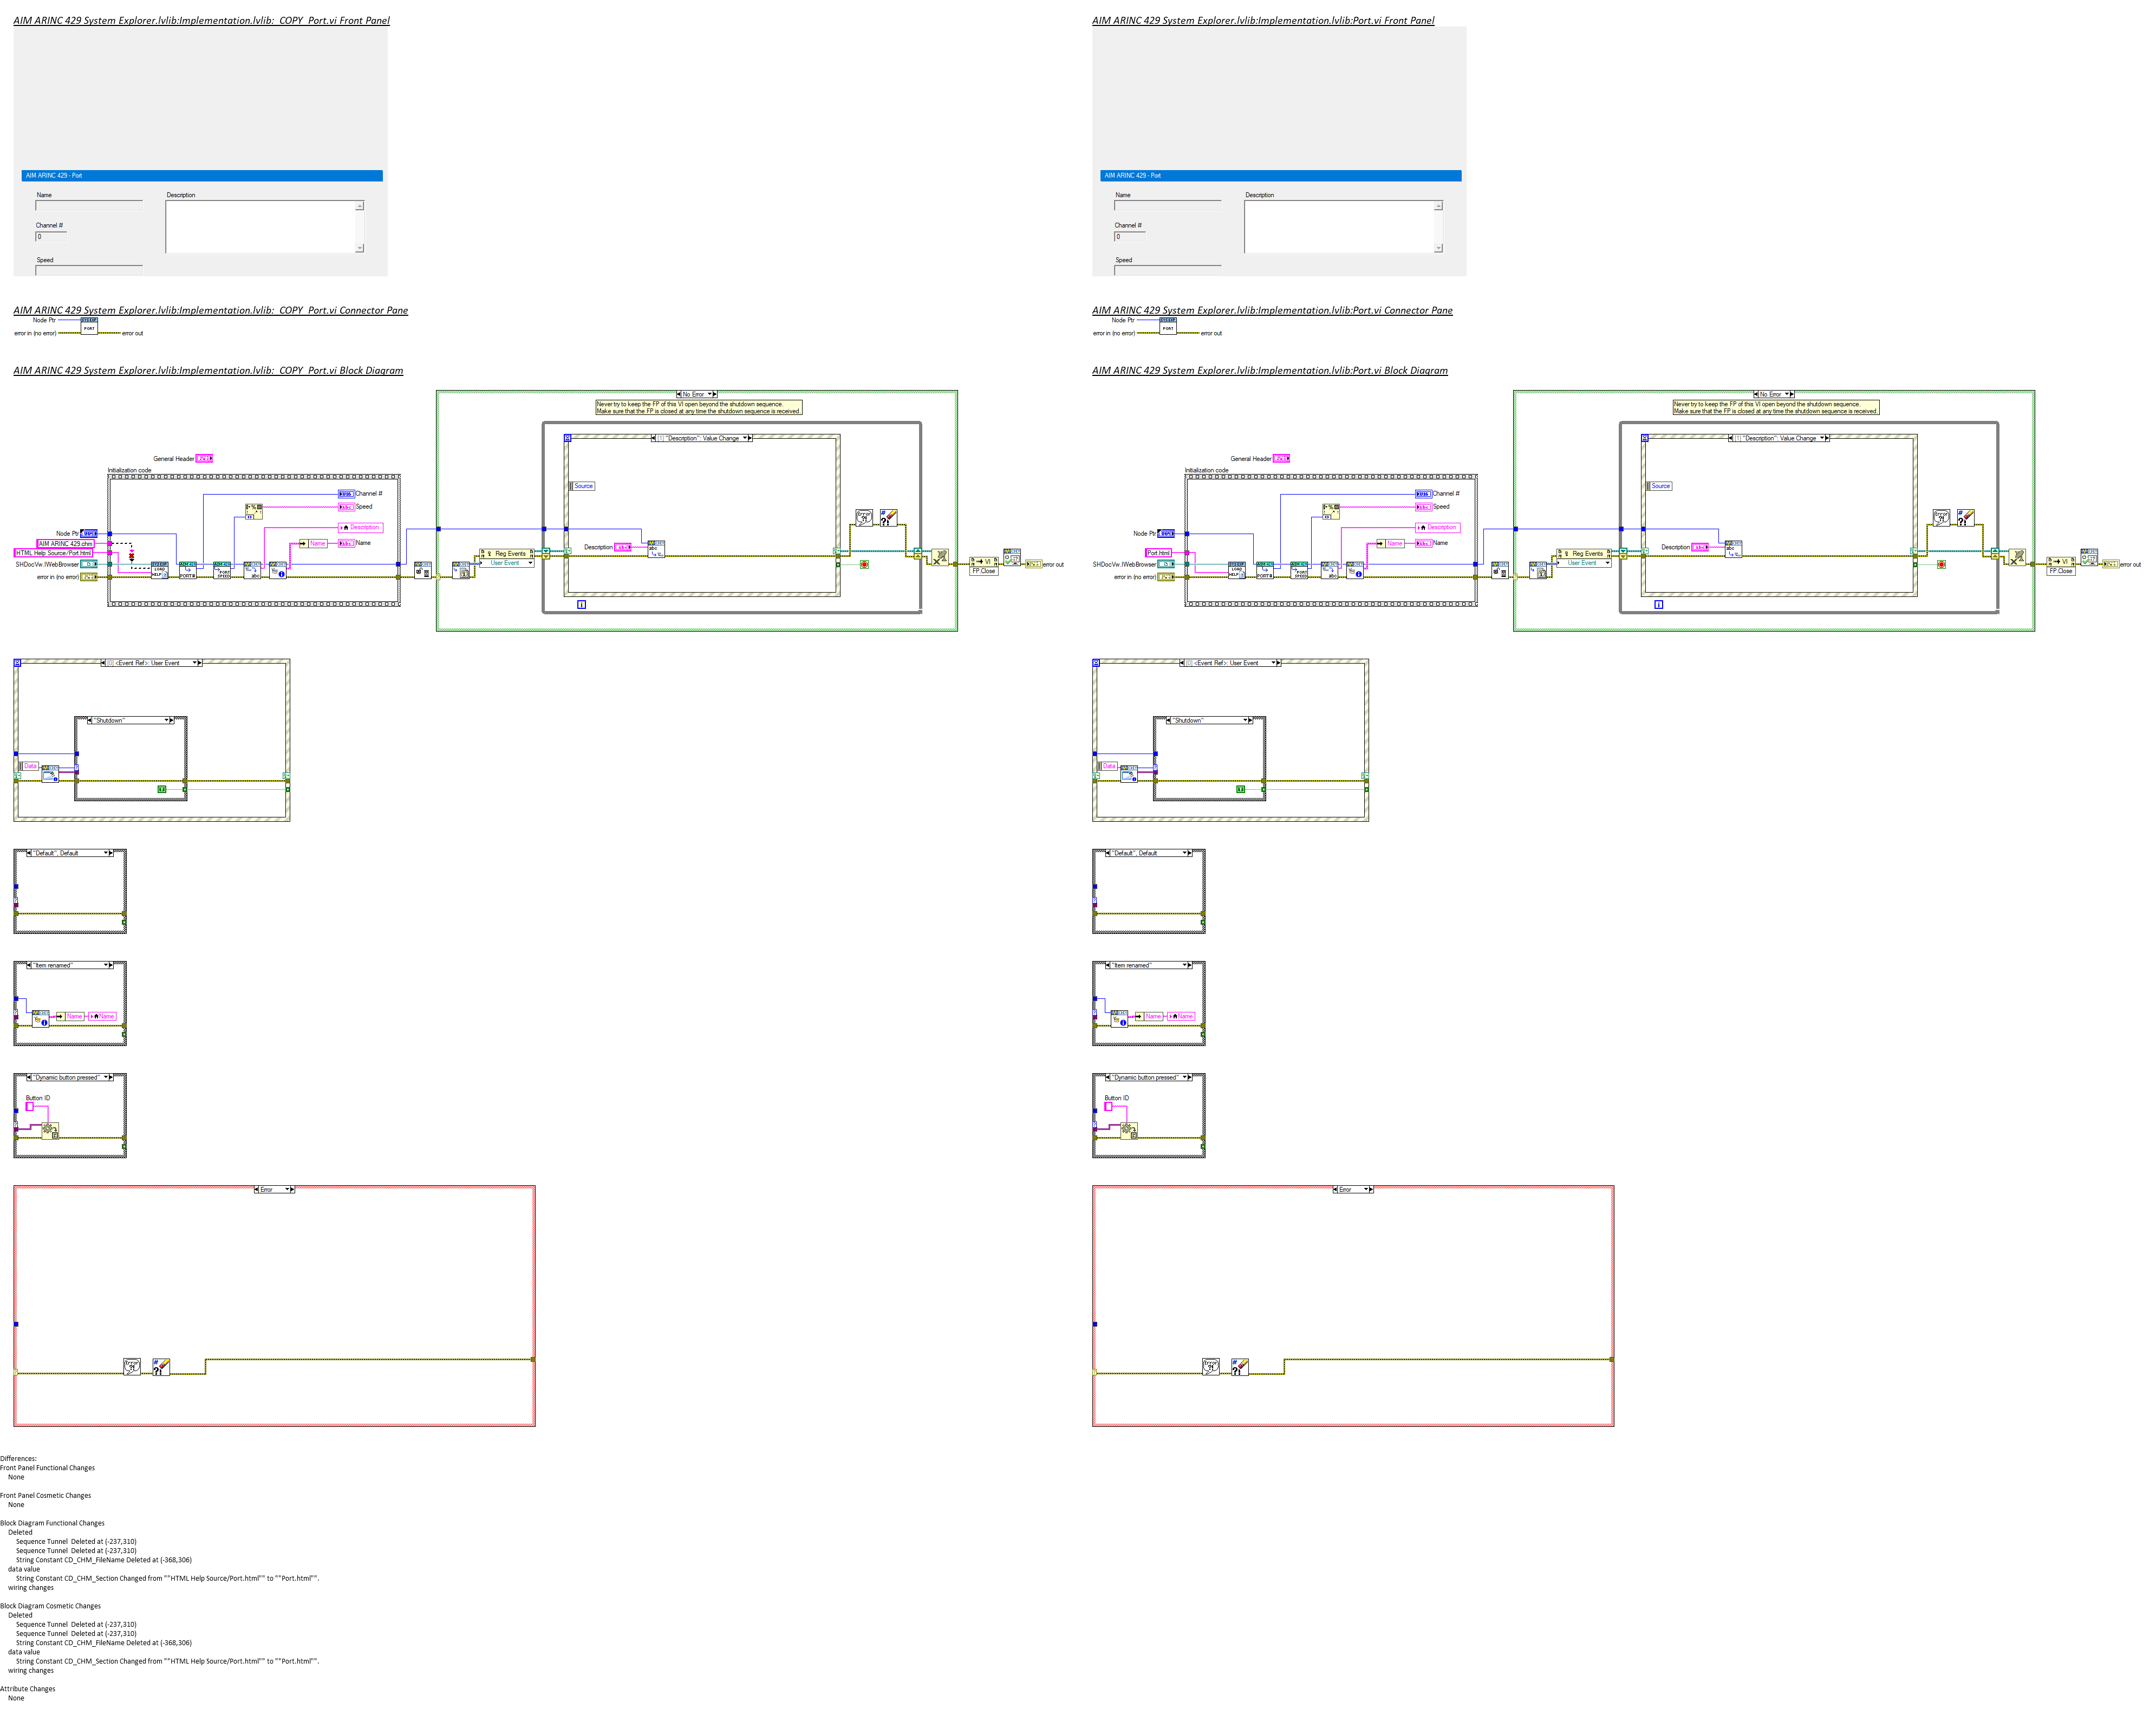 AIM ARINC 429 System Explorer.lvlib:Implementation.lvlib:_COPY_Port.vi Front Panel
AIM ARINC 429 - Port
Name
Description
Channel #
0
Speed
AIM ARINC 429 System Explorer.lvlib:Implementation.lvlib:_COPY_Port.vi Connector Pane
Node Ptr
PORT
error in (no error)
error out
AIM ARINC 429 System Explorer.lvlib:Implementation.lvlib:_COPY_Port.vi Block Diagram
No Error
Never try to keep the FP of this VI open beyond the shutdown sequence.
Make sure that the FP is closed at any time the shutdown sequence is received.
[1] "Description": Value Change
General Header
Initialization code
Source
Channel #
Speed
Description
Name
Name
Node Ptr
AIM ARINC 429.chm
HTML Help Source/Port.html
SHDocVw.IWebBrowser
error in (no error)
Reg Events
User Event
Description
VI
FP.Close
error out
[0] <Event Ref>: User Event
"Shutdown"
Data
"Default", Default
"Item renamed"
Name
Name
"Dynamic button pressed"
Button ID
Error
AIM ARINC 429 System Explorer.lvlib:Implementation.lvlib:Port.vi Front Panel
AIM ARINC 429 - Port
Name
Description
Channel #
0
Speed
AIM ARINC 429 System Explorer.lvlib:Implementation.lvlib:Port.vi Connector Pane
Node Ptr
PORT
error in (no error)
error out
AIM ARINC 429 System Explorer.lvlib:Implementation.lvlib:Port.vi Block Diagram
No Error
Never try to keep the FP of this VI open beyond the shutdown sequence.
Make sure that the FP is closed at any time the shutdown sequence is received.
[1] "Description": Value Change
General Header
Initialization code
Source
Channel #
Speed
Description
Name
Name
Node Ptr
Port.html
SHDocVw.IWebBrowser
error in (no error)
Reg Events
User Event
Description
VI
FP.Close
error out
[0] <Event Ref>: User Event
"Shutdown"
Data
"Default", Default
"Item renamed"
Name
Name
"Dynamic button pressed"
Button ID
Error
Differences:
Front Panel Functional Changes
None
Front Panel Cosmetic Changes
None
Block Diagram Functional Changes
Deleted
Sequence Tunnel  Deleted at (-237,310)
Sequence Tunnel  Deleted at (-237,310)
String Constant CD_CHM_FileName Deleted at (-368,306)
data value
String Constant CD_CHM_Section Changed from ""HTML Help Source/Port.html"" to ""Port.html"".
wiring changes
Block Diagram Cosmetic Changes
Deleted
Sequence Tunnel  Deleted at (-237,310)
Sequence Tunnel  Deleted at (-237,310)
String Constant CD_CHM_FileName Deleted at (-368,306)
data value
String Constant CD_CHM_Section Changed from ""HTML Help Source/Port.html"" to ""Port.html"".
wiring changes
Attribute Changes
None